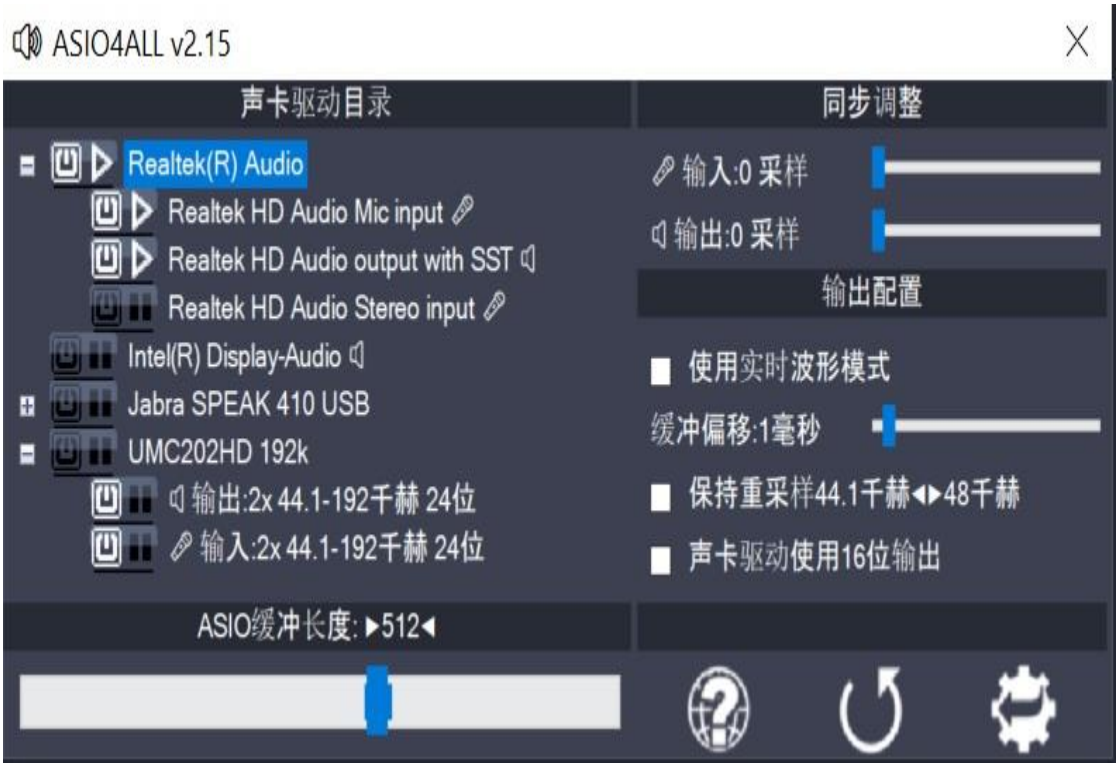 ASIO4ALL v2.15
声卡驱动目录
Realtek(R) Audio
Realtek HD Audio Mic input
Realtek HD Audio output with SST
Realtek HD Audio Stereo input
Intel(R) Display-Audio
Jabra SPEAK 410 USB
UMC202HD 192k
输出:2x 44.1-192千赫 24位
输入:2x 44.1-192千赫 24位
ASIO缓冲长度: ▶512◀
同步调整
输入:0 采样
输出:0 采样
输出配置
使用实时波形模式
缓冲偏移:1毫秒
保持重采样44.1千赫◀▶48千赫
声卡驱动使用16位输出